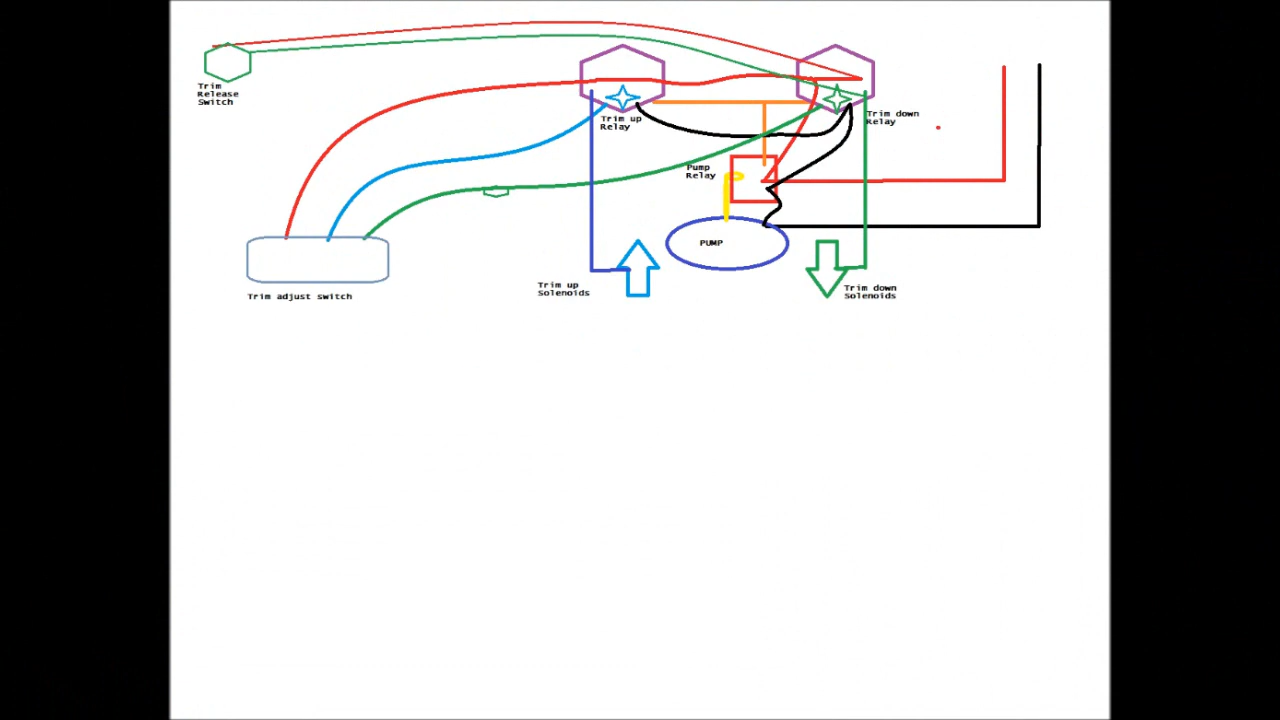 Trim
Release
Switch
Trim up
Relay
Trim down
Relay
Pump
Relay
PUMP
Trim up
Solenoids
Trim down
Solenoids
Trim adjust switch